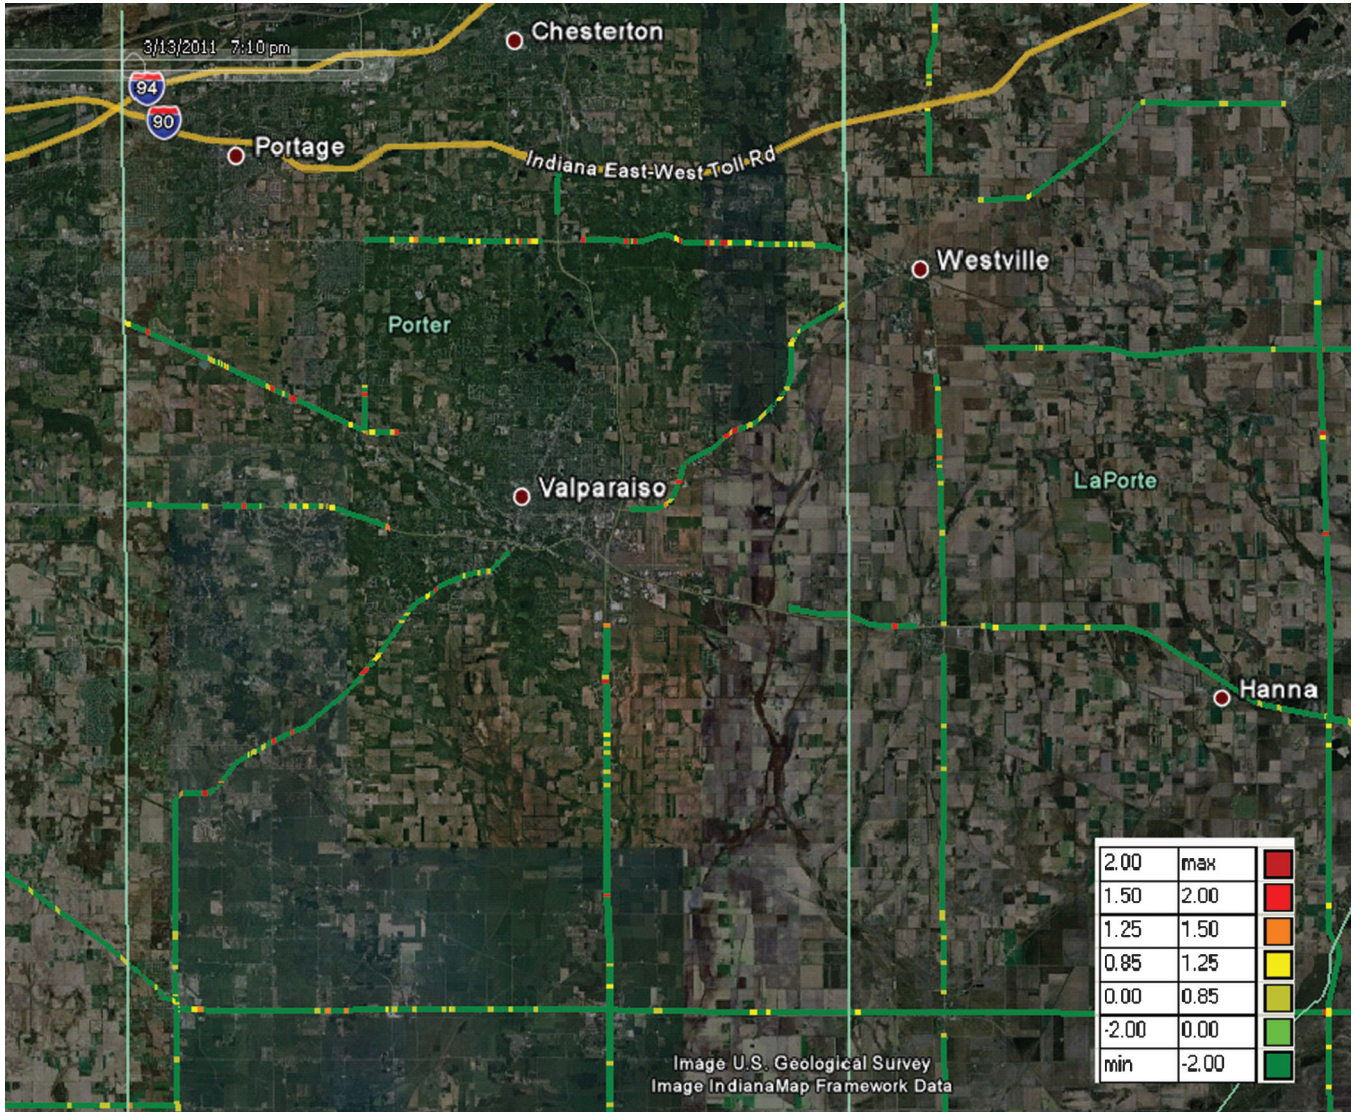 Chesterton
3/13/2011 7:10 pm
94
90
Portage
Indiana East-West Toll Rd
Westville
Porter
LaPorte
Valparaiso
Hanna
2.00 max
1.50 2.00
1.25 1.50
0.85 1.25
0.00 0.85
-2.00 0.00
min -2.00
Image U.S. Geological Survey
Image IndianaMap Framework Data